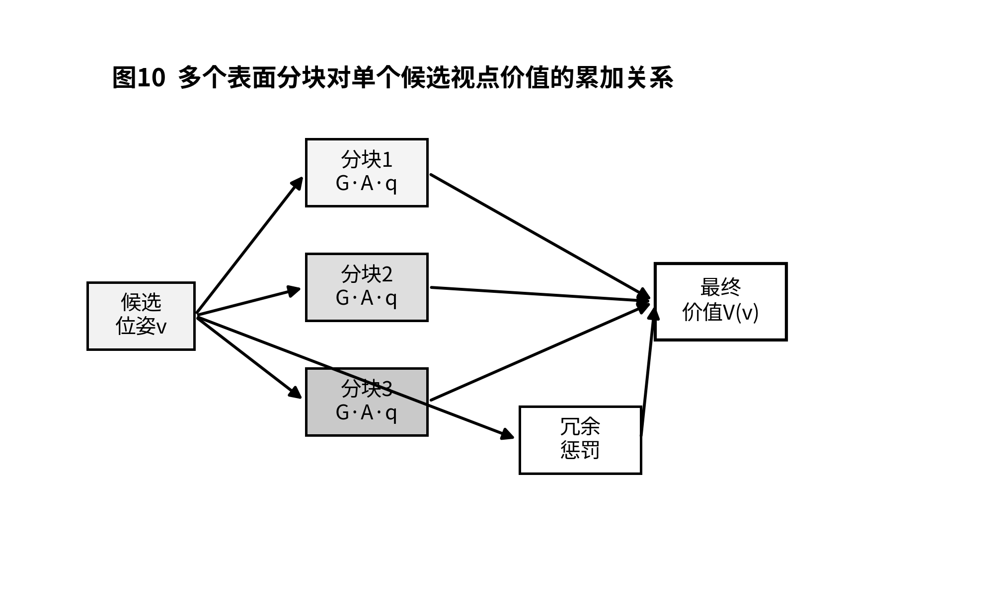 图10 多个表面分块对单个候选视点价值的累加关系
分块1
G·A·q
分块2
G·A·q
候选
位姿v
最终
价值V(v)
分块3
G·A·q
冗余
惩罚